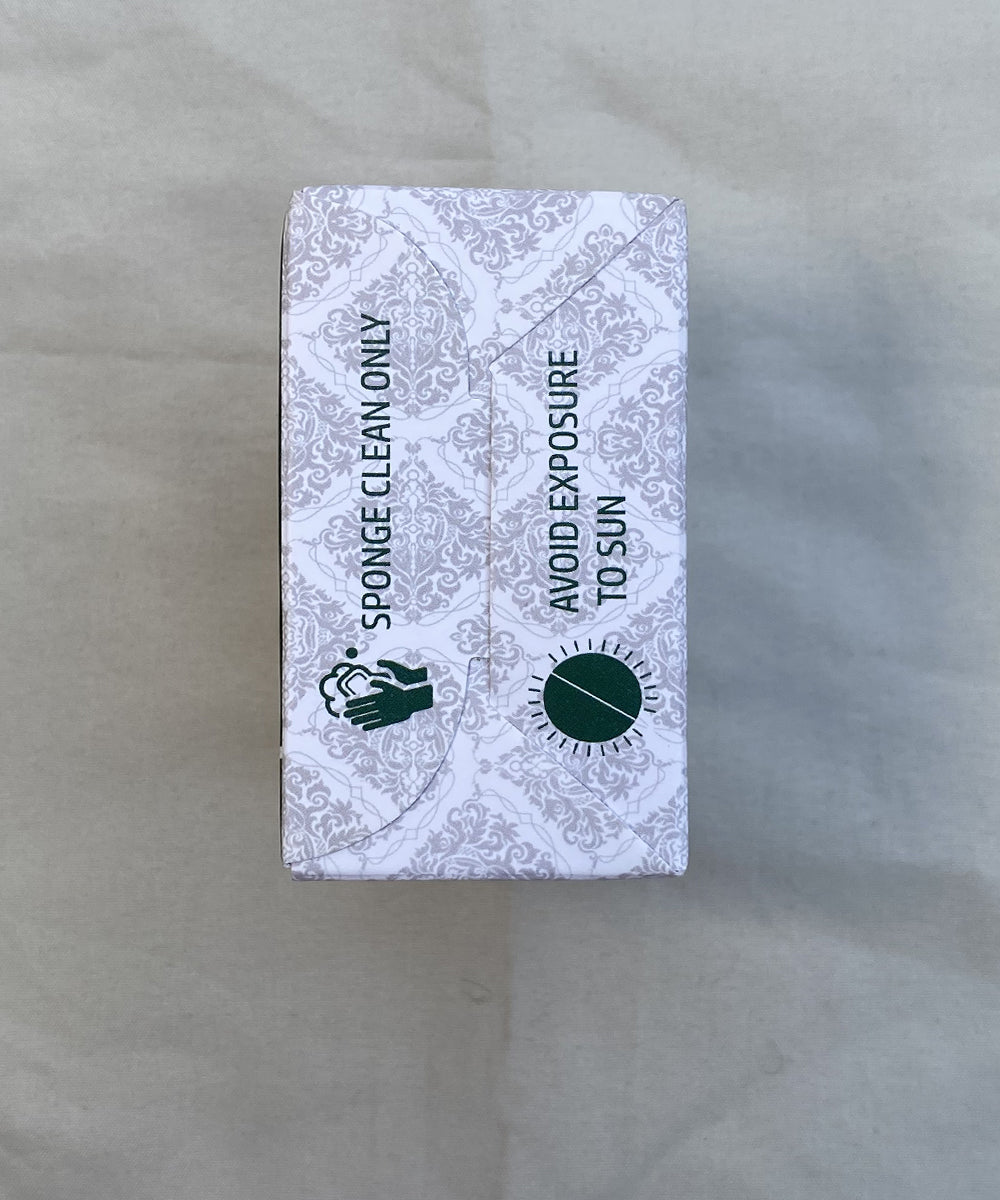 SPONGE CLEAN ONLY
AVOID EXPOSURE
TO SUN